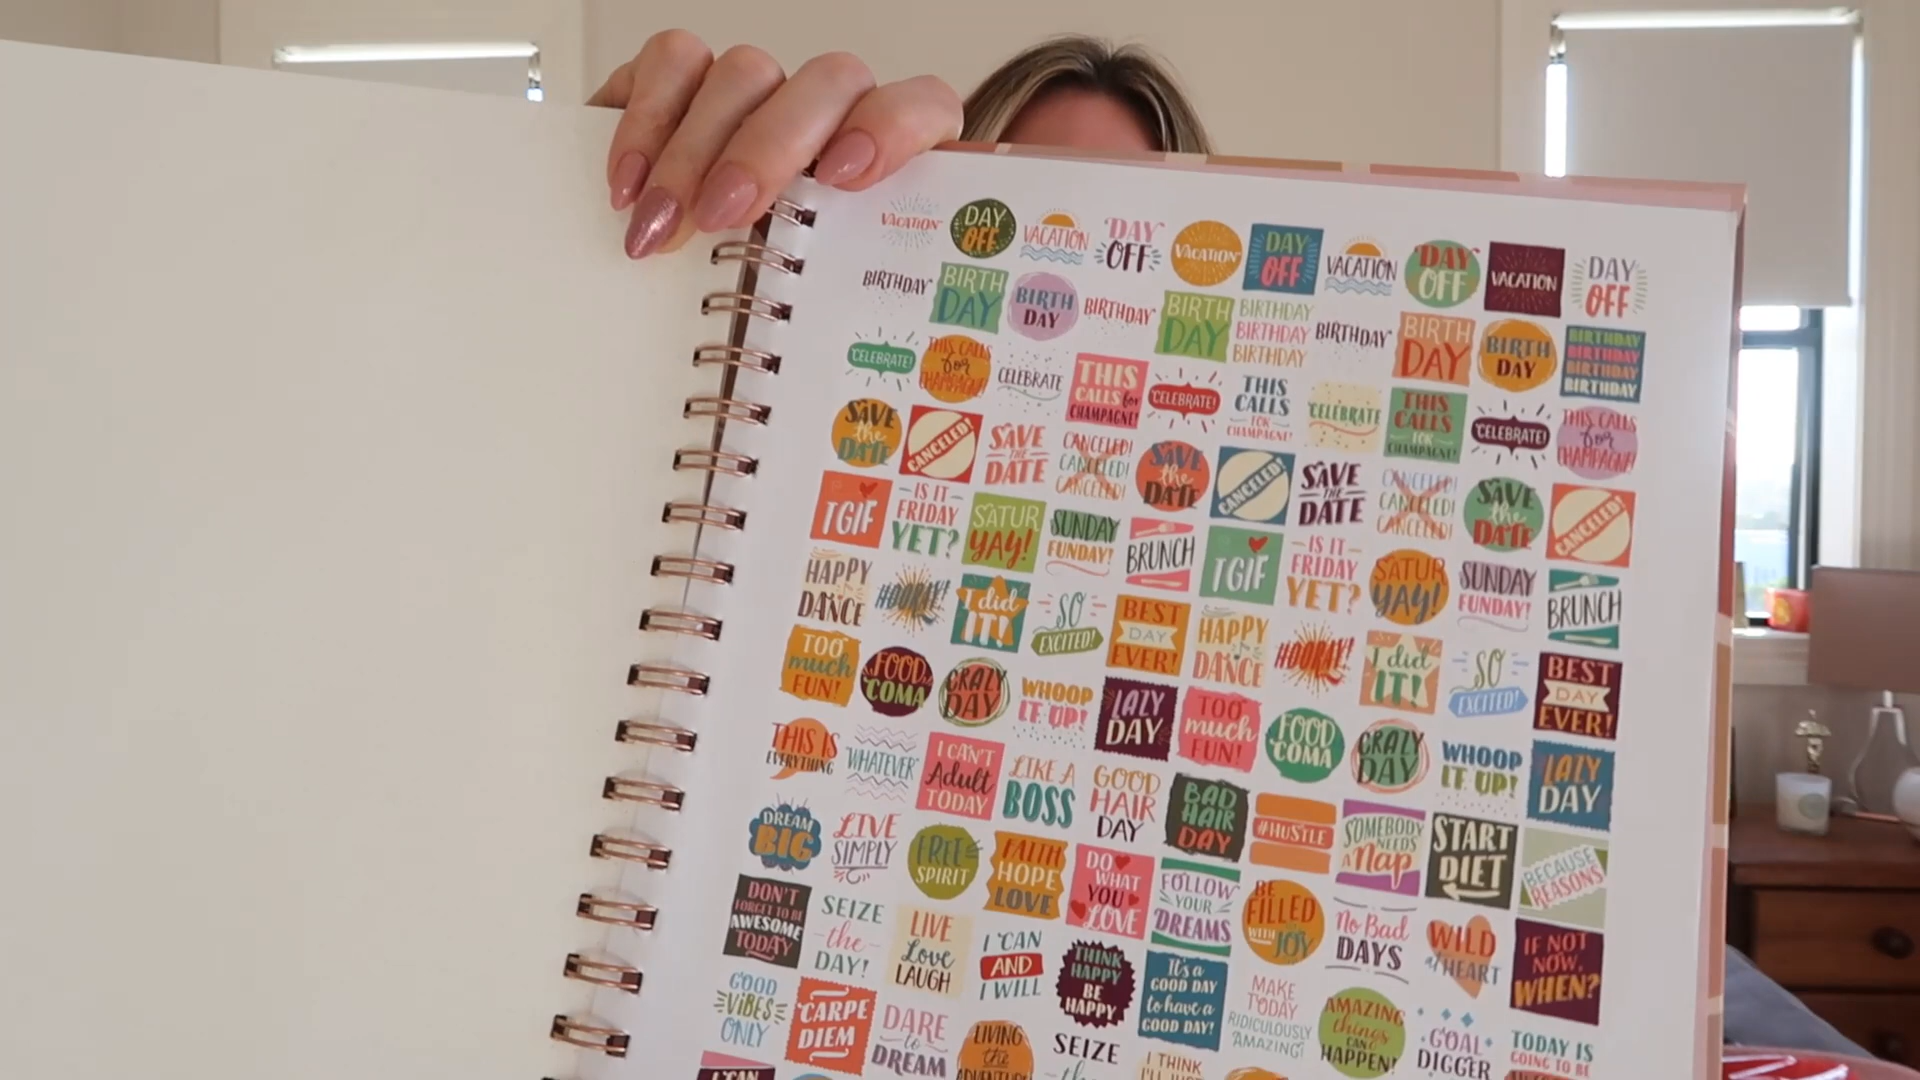 VACATION DAY OFF VACATION DAY OFF VACATION DAY OFF VACATION DAY OFF VACATION DAY OFF
BIRTHDAY BIRTH DAY BIRTH DAY BIRTHDAY BIRTH DAY BIRTHDAY BIRTHDAY BIRTHDAY BIRTHDAY BIRTH DAY BIRTH DAY BIRTHDAY BIRTHDAY BIRTHDAY BIRTHDAY
CELEBRATE! THIS CALLS for CHAMPAGNE! CELEBRATE THIS CALLS for CHAMPAGNE! CELEBRATE! THIS CALLS FOR CHAMPAGNE! CELEBRATE THIS CALLS FOR CHAMPAGNE! CELEBRATE! THIS CALLS for CHAMPAGNE!
SAVE the DATE CANCELED! SAVE THE DATE CANCELED! CANCELED! CANCELED! SAVE the DATE CANCELED! SAVE THE DATE CANCELED! CANCELED! CANCELED! SAVE the DATE CANCELED!
TGIF IS IT FRIDAY YET? SATUR YAY! SUNDAY FUNDAY! BRUNCH TGIF IS IT FRIDAY YET? SATUR YAY! SUNDAY FUNDAY! BRUNCH
HAPPY DANCE #HOORAY! I did IT! SO EXCITED! BEST DAY EVER! HAPPY DANCE #HOORAY! I did IT! SO EXCITED! BEST DAY EVER!
TOO much FUN! FOOD COMA CRAZY DAY WHOOP IT UP! LAZY DAY TOO much FUN! FOOD COMA CRAZY DAY WHOOP IT UP! LAZY DAY
THIS IS EVERYTHING WHATEVER I CAN'T Adult TODAY LIKE A BOSS GOOD HAIR DAY BAD HAIR DAY #HUSTLE SOMEBODY NEEDS A Nap START DIET BECAUSE REASONS
DREAM BIG LIVE SIMPLY FREE SPIRIT FAITH HOPE LOVE DO WHAT YOU LOVE FOLLOW YOUR DREAMS BE FILLED WITH JOY No Bad DAYS WILD at HEART IF NOT NOW, WHEN?
DON'T FORGET TO BE AWESOME TODAY SEIZE the DAY! LIVE Love LAUGH I CAN AND I WILL THINK HAPPY BE HAPPY It's a GOOD DAY to have a GOOD DAY! MAKE TODAY RIDICULOUSLY AMAZING! AMAZING things CAN HAPPEN! GOAL DIGGER TODAY IS GOING TO BE
GOOD VIBES ONLY CARPE DIEM DARE to DREAM LIVING the ADVENTURE SEIZE the I THINK I'LL JUST
I CAN